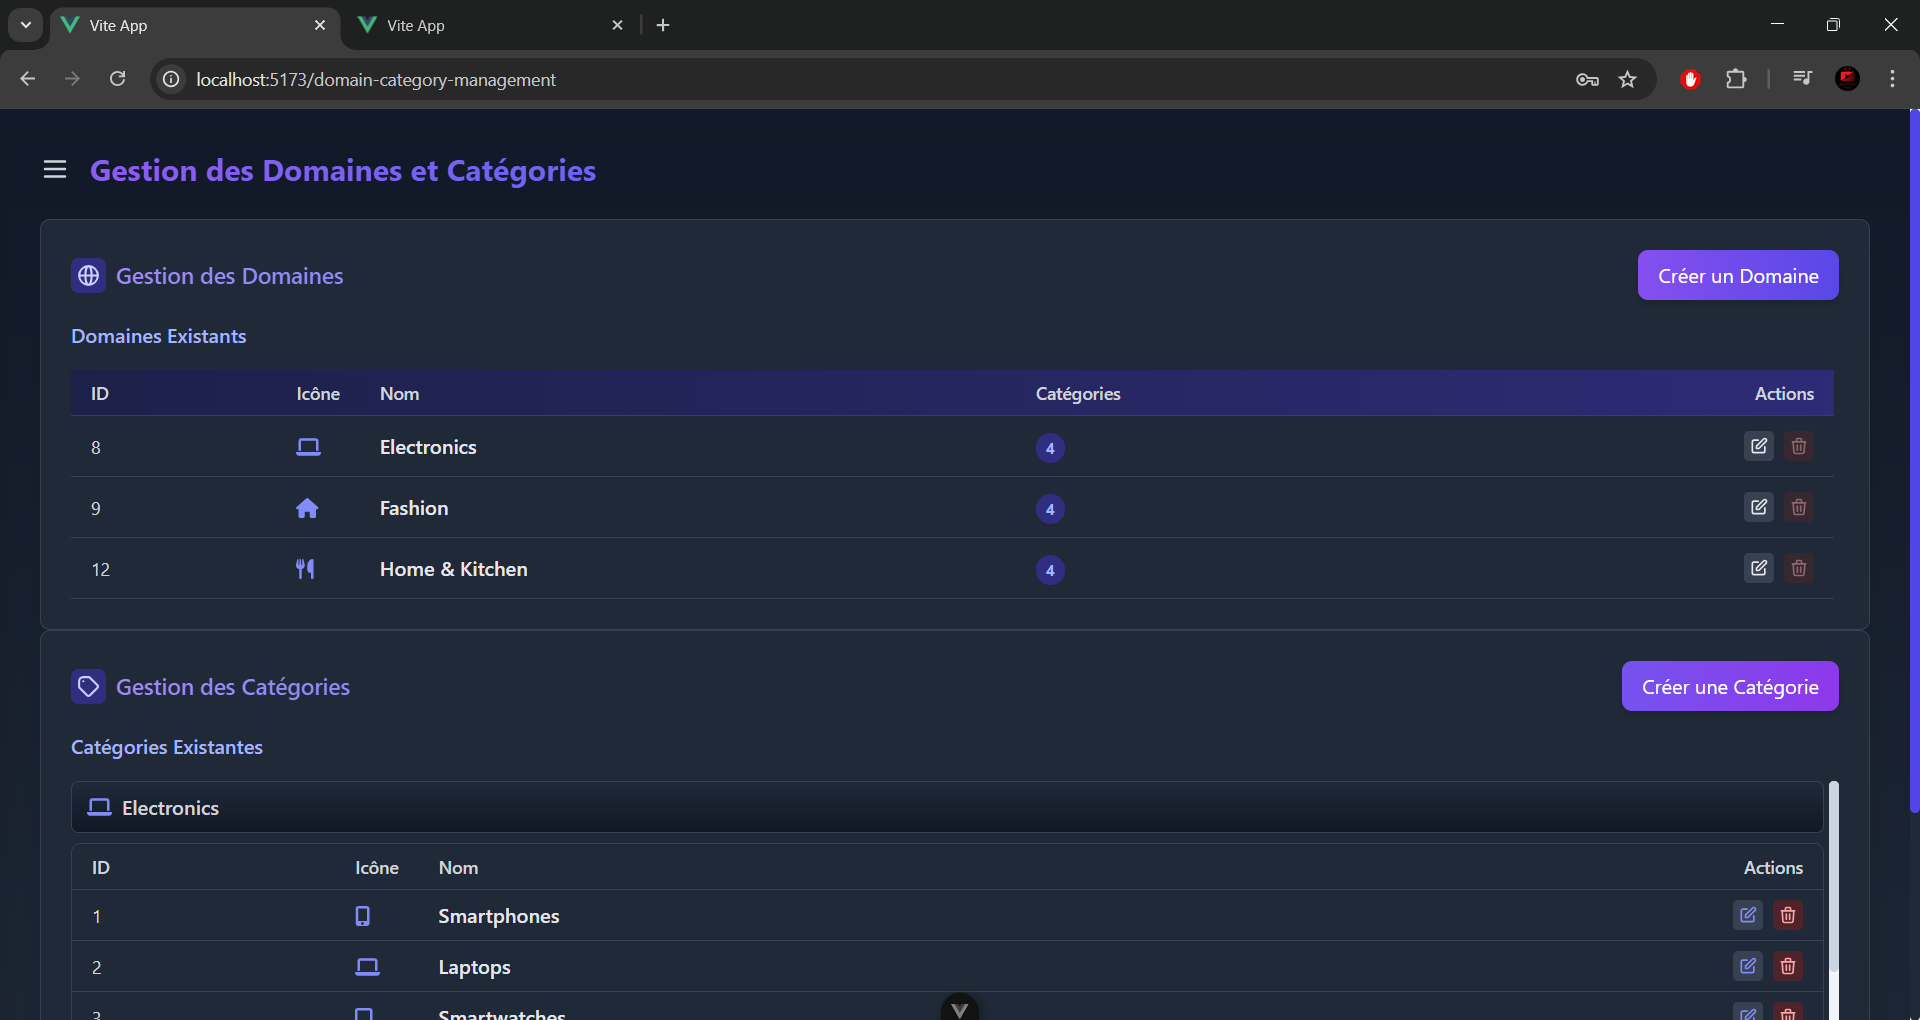 Vite App
Vite App
localhost:5173/domain-category-management
Gestion des Domaines et Catégories
Gestion des Domaines
Créer un Domaine
Domaines Existants
ID Icône Nom Catégories Actions
8 Electronics 4
9 Fashion 4
12 Home & Kitchen 4
Gestion des Catégories
Créer une Catégorie
Catégories Existantes
Electronics
ID Icône Nom Actions
1 Smartphones
2 Laptops
3 Smartwatches